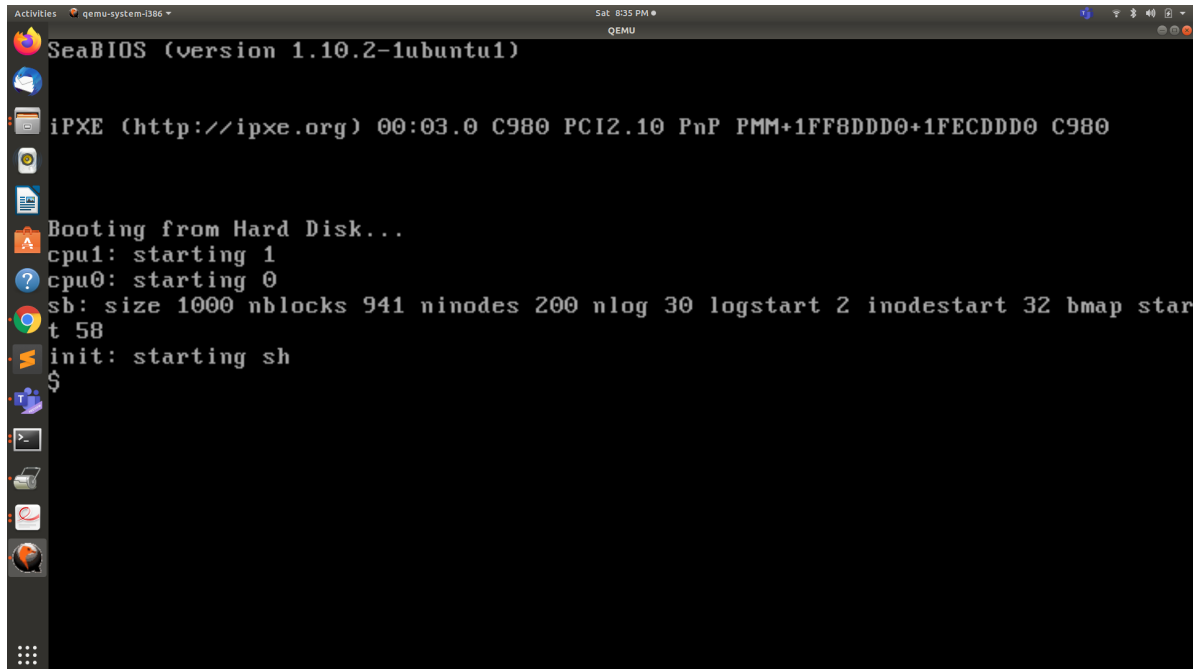 Activities qemu-system-i386 Sat 8:35 PM
QEMU
SeaBIOS (version 1.10.2-1ubuntu1)
iPXE (http://ipxe.org) 00:03.0 C980 PCI2.10 PnP PMM+1FF8DDD0+1FECDDD0 C980
Booting from Hard Disk...
cpu1: starting 1
cpu0: starting 0
sb: size 1000 nblocks 941 ninodes 200 nlog 30 logstart 2 inodestart 32 bmap star
t 58
init: starting sh
$